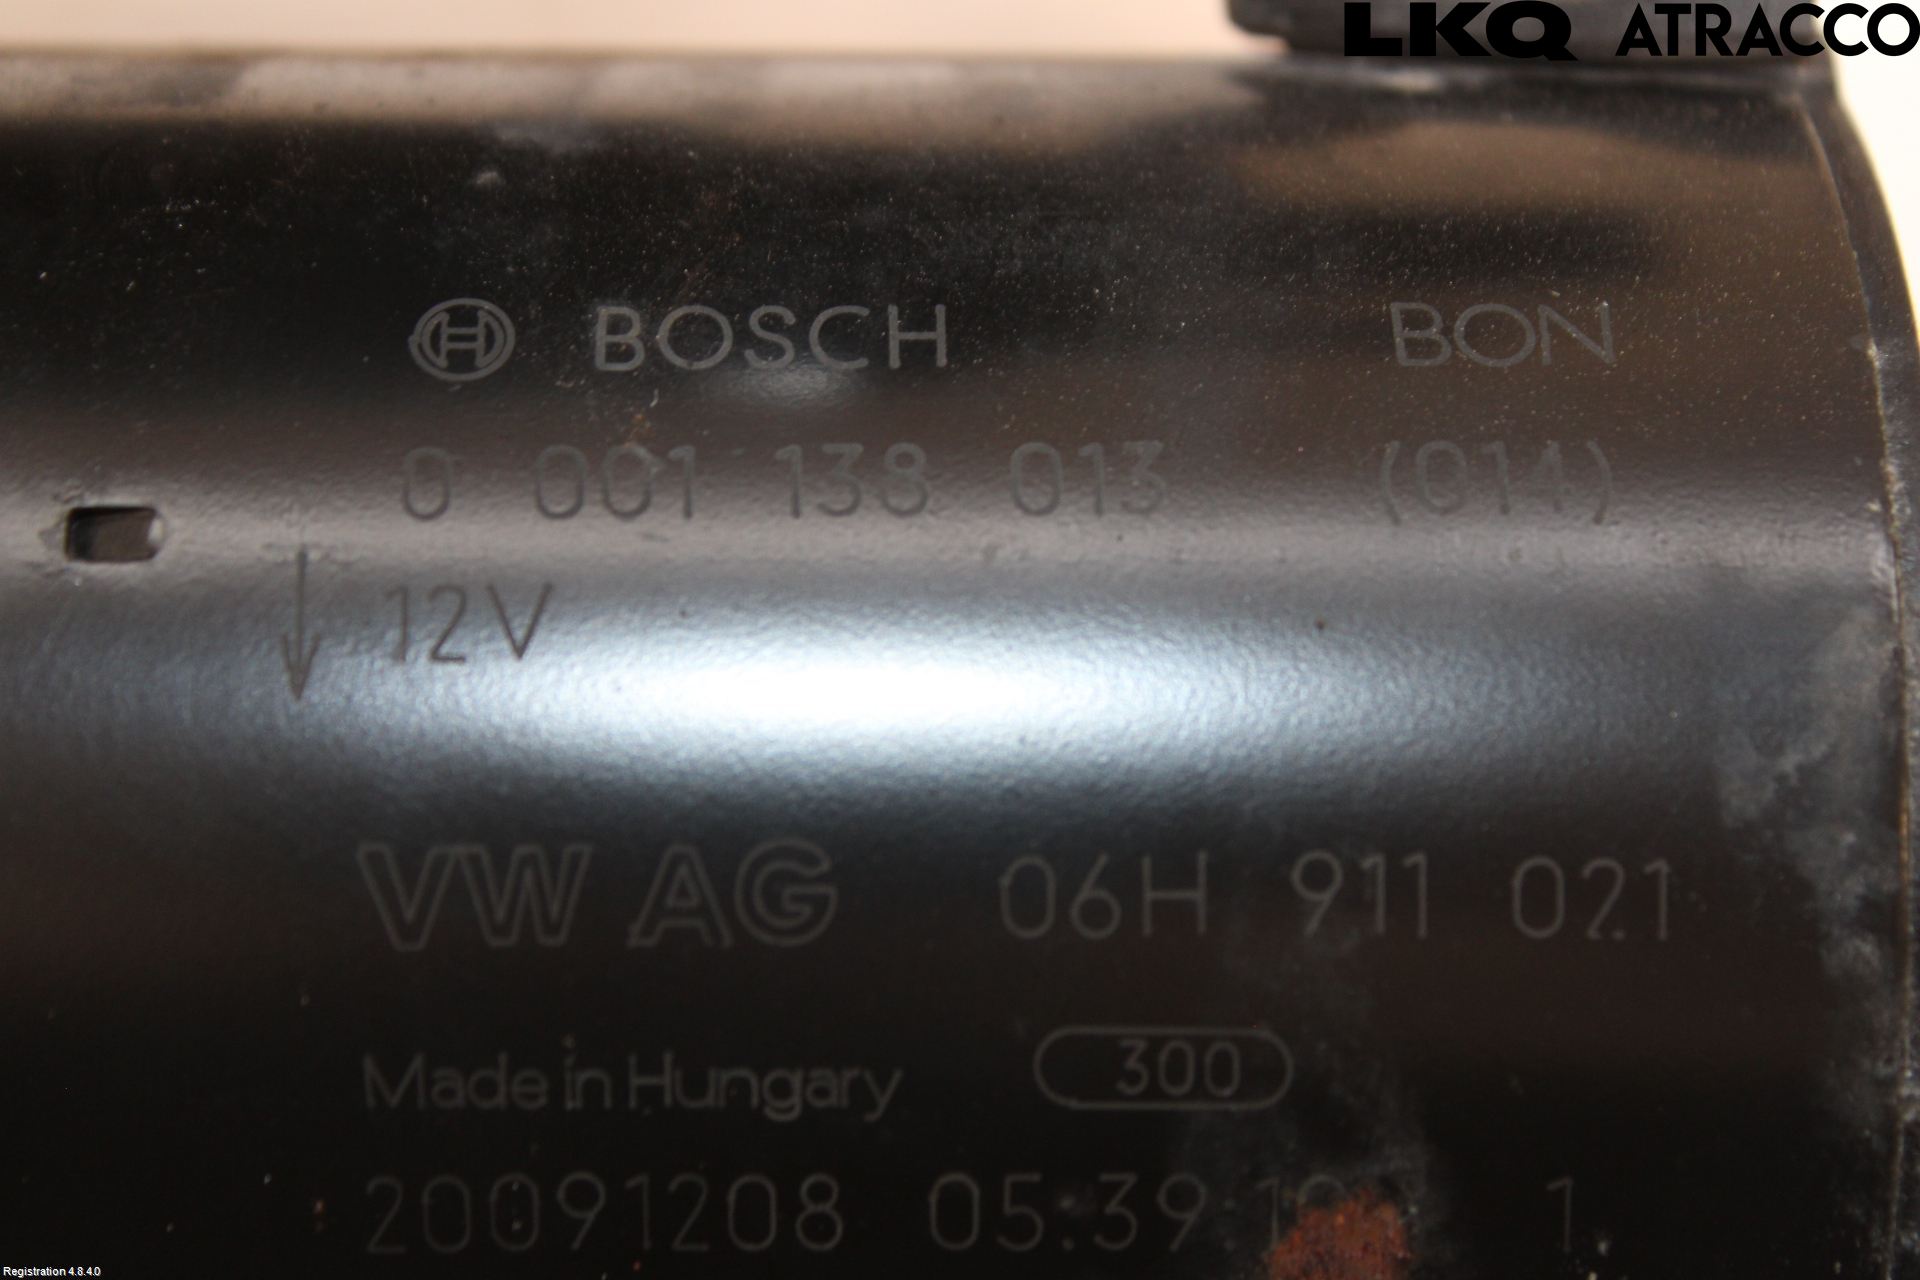 LKQ ATRACCO
BOSCH BON
0 001 138 013 (014)
12V
VW AG 06H 911 021
Made in Hungary 300
20091208 05:39 1
Registration 4.8.4.0